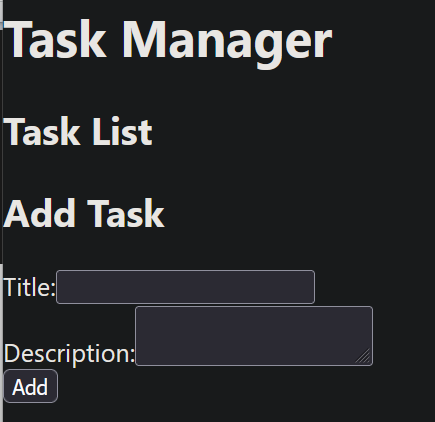 Task Manager
Task List
Add Task
Title:
Description:
Add